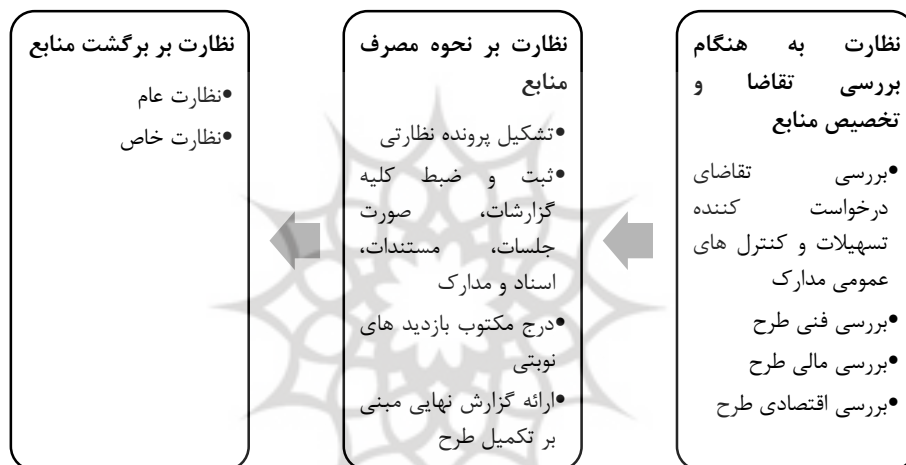 نظارت به هنگام
بررسی تقاضا و
تخصیص منابع
•بررسی تقاضای
درخواست کننده
تسهیلات و کنترل های
عمومی مدارک
•بررسی فنی طرح
•بررسی مالی طرح
•بررسی اقتصادی طرح
نظارت بر نحوه مصرف
منابع
•تشکیل پرونده نظارتی
•ثبت و ضبط کلیه
گزارشات، صورت
جلسات، مستندات،
اسناد و مدارک
•درج مکتوب بازدید های
نوبتی
•ارائه گزارش نهایی مبنی
بر تکمیل طرح
نظارت بر برگشت منابع
•نظارت عام
•نظارت خاص